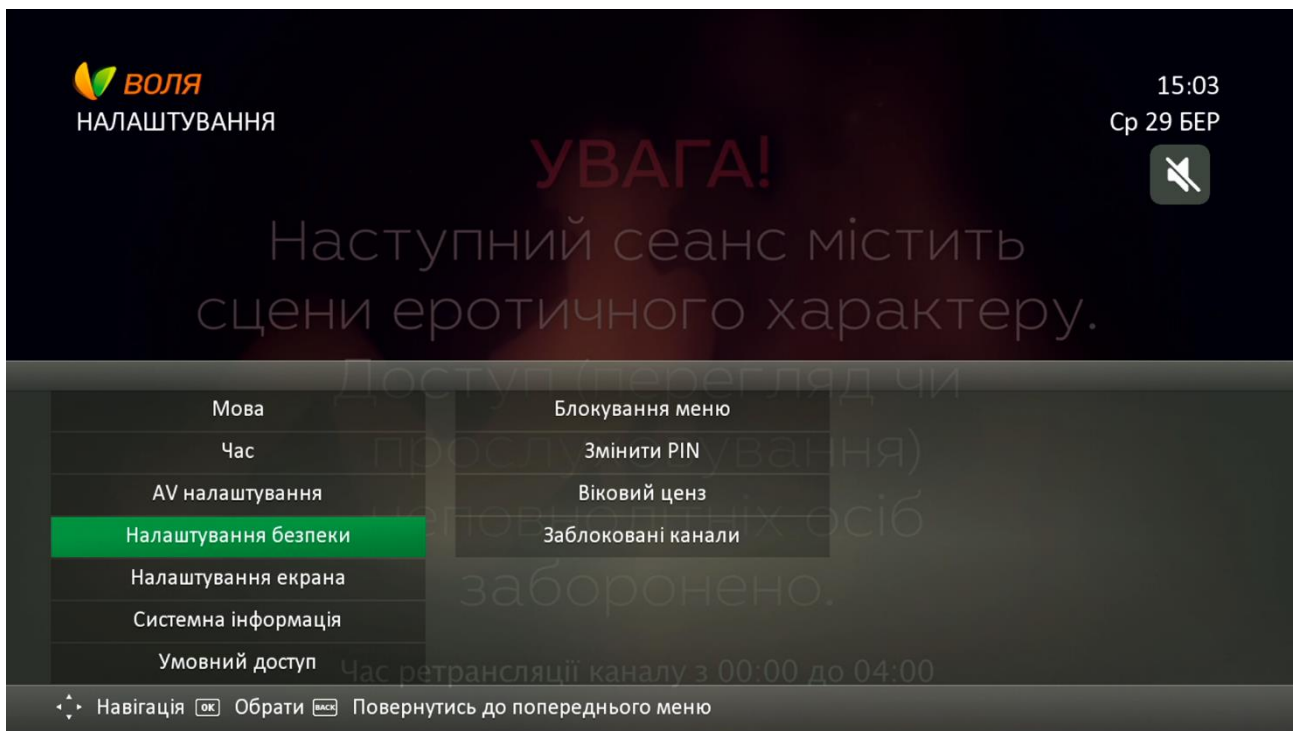 ВОЛЯ
НАЛАШТУВАННЯ
15:03
Ср 29 БЕР
УВАГА!
Наступний сеанс містить
сцени еротичного характеру.
Доступ (перегляд чи
прослуховування)
неповнолітніх осіб
заборонено.
Час ретрансляції каналу з 00:00 до 04:00
Мова
Час
AV налаштування
Налаштування безпеки
Налаштування екрана
Системна інформація
Умовний доступ
Блокування меню
Змінити PIN
Віковий ценз
Заблоковані канали
Навігація OK Обрати BACK Повернутись до попереднього меню